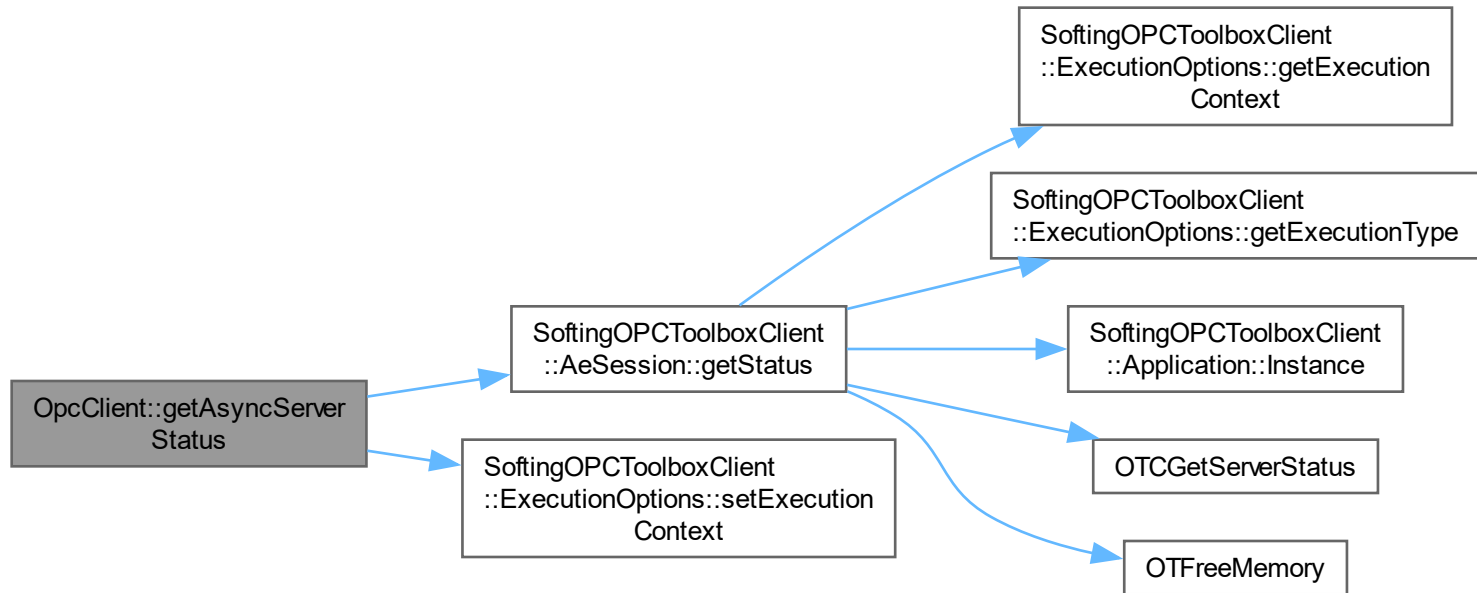 OpcClient::getAsyncServer
Status
SoftingOPCToolboxClient
::AeSession::getStatus
SoftingOPCToolboxClient
::ExecutionOptions::setExecution
Context
SoftingOPCToolboxClient
::ExecutionOptions::getExecution
Context
SoftingOPCToolboxClient
::ExecutionOptions::getExecutionType
SoftingOPCToolboxClient
::Application::Instance
OTCGetServerStatus
OTFreeMemory